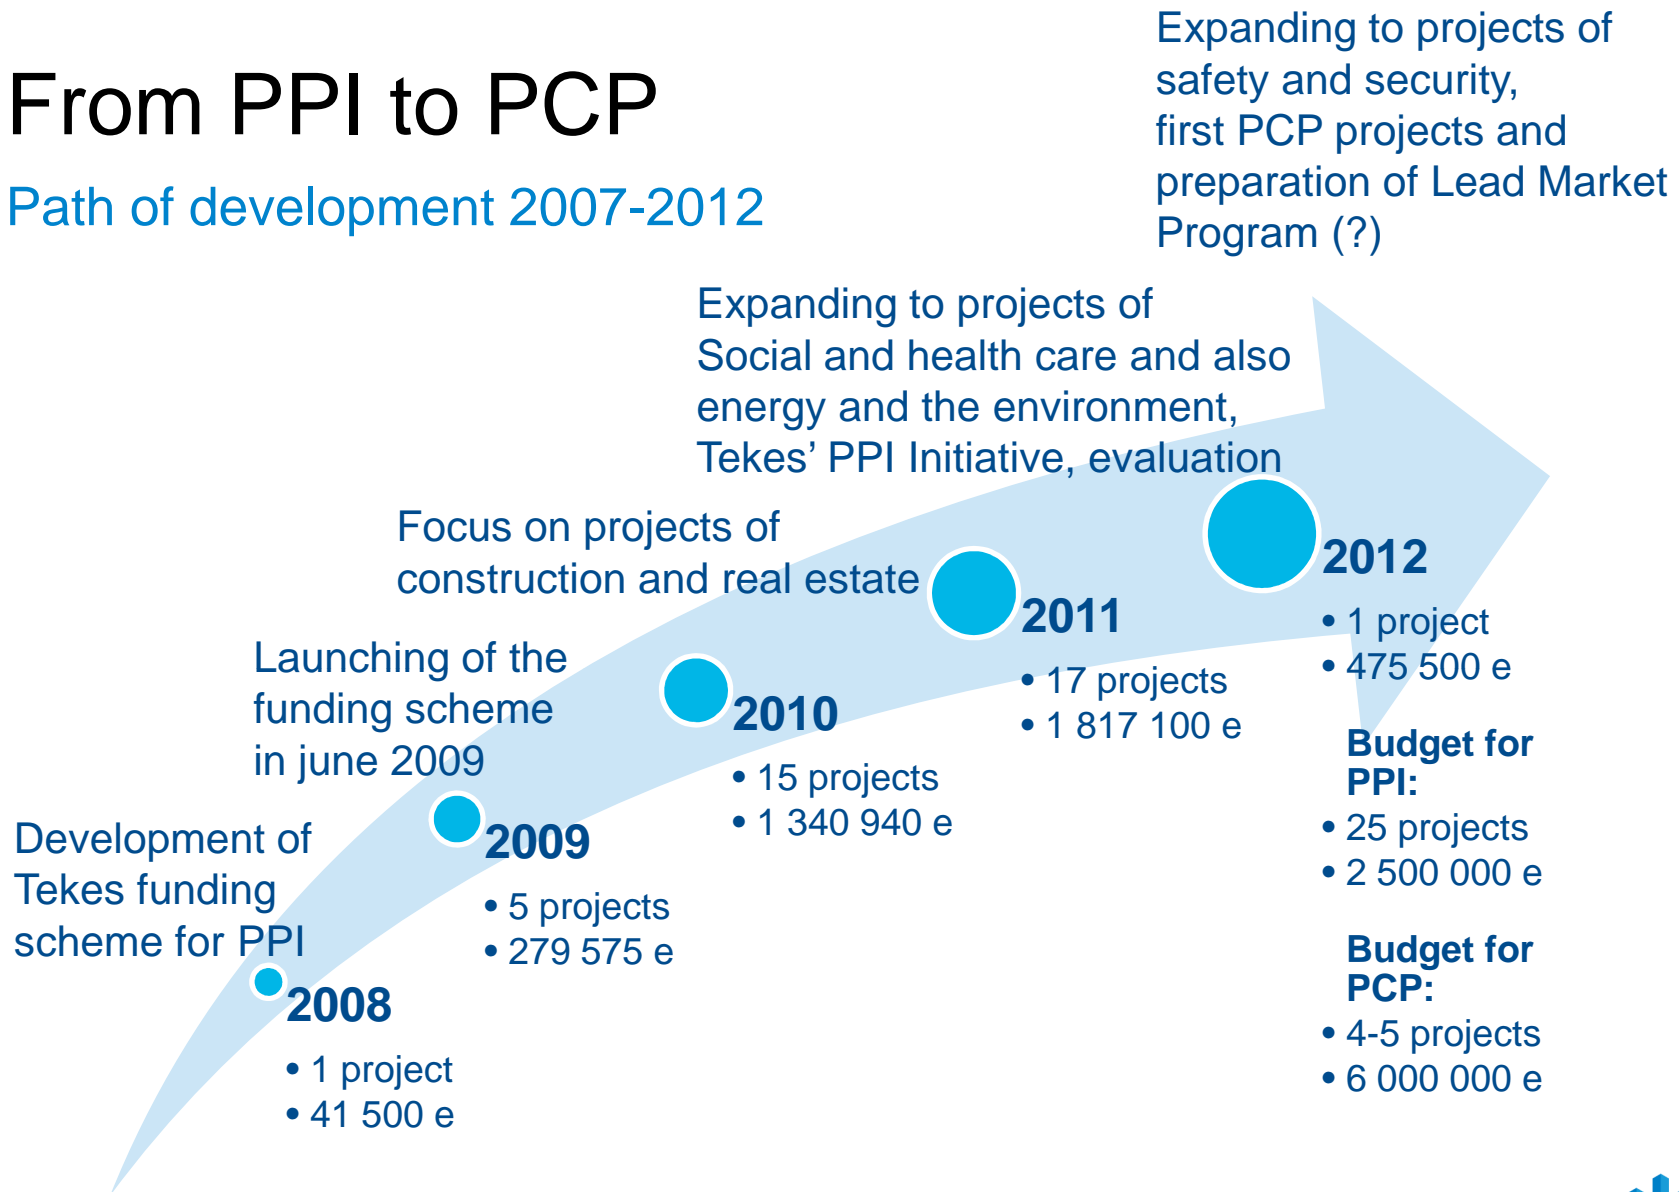 From PPI to PCP
Path of development 2007-2012
Development of
Tekes funding
scheme for PPI
2008
• 1 project
• 41 500 e
Launching of the
funding scheme
in june 2009
2009
• 5 projects
• 279 575 e
Focus on projects of
construction and real estate
2010
• 15 projects
• 1 340 940 e
Expanding to projects of
Social and health care and also
energy and the environment,
Tekes’ PPI Initiative, evaluation
2011
• 17 projects
• 1 817 100 e
Expanding to projects of
safety and security,
first PCP projects and
preparation of Lead Market
Program (?)
2012
• 1 project
• 475 500 e
Budget for
PPI:
• 25 projects
• 2 500 000 e
Budget for
PCP:
• 4-5 projects
• 6 000 000 e